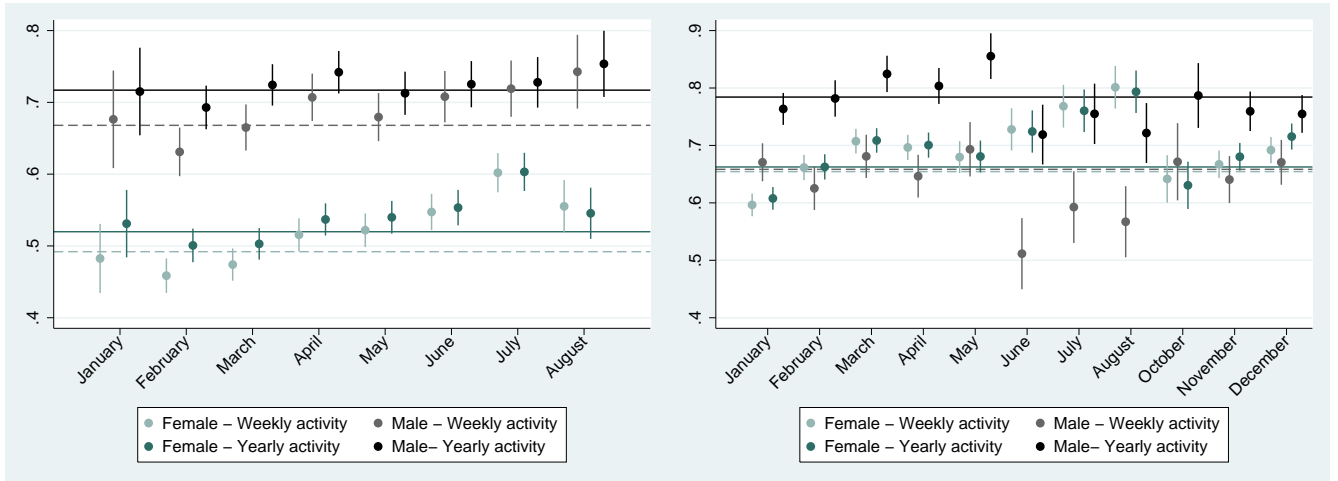 .8
.7
.6
.5
.4
January
February
March
April
May
June
July
August
Female – Weekly activity
Male – Weekly activity
Female – Yearly activity
Male– Yearly activity
.9
.8
.7
.6
.5
.4
January
February
March
April
May
June
July
August
October
November
December
Female – Weekly activity
Male – Weekly activity
Female – Yearly activity
Male– Yearly activity